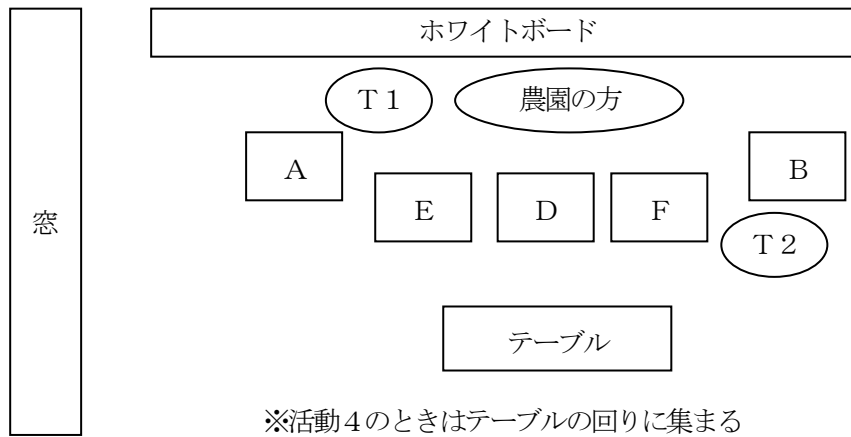 ホワイトボード
T1
農園の方
A
B
E
D
F
窓
T2
テーブル
※活動4のときはテーブルの回りに集まる